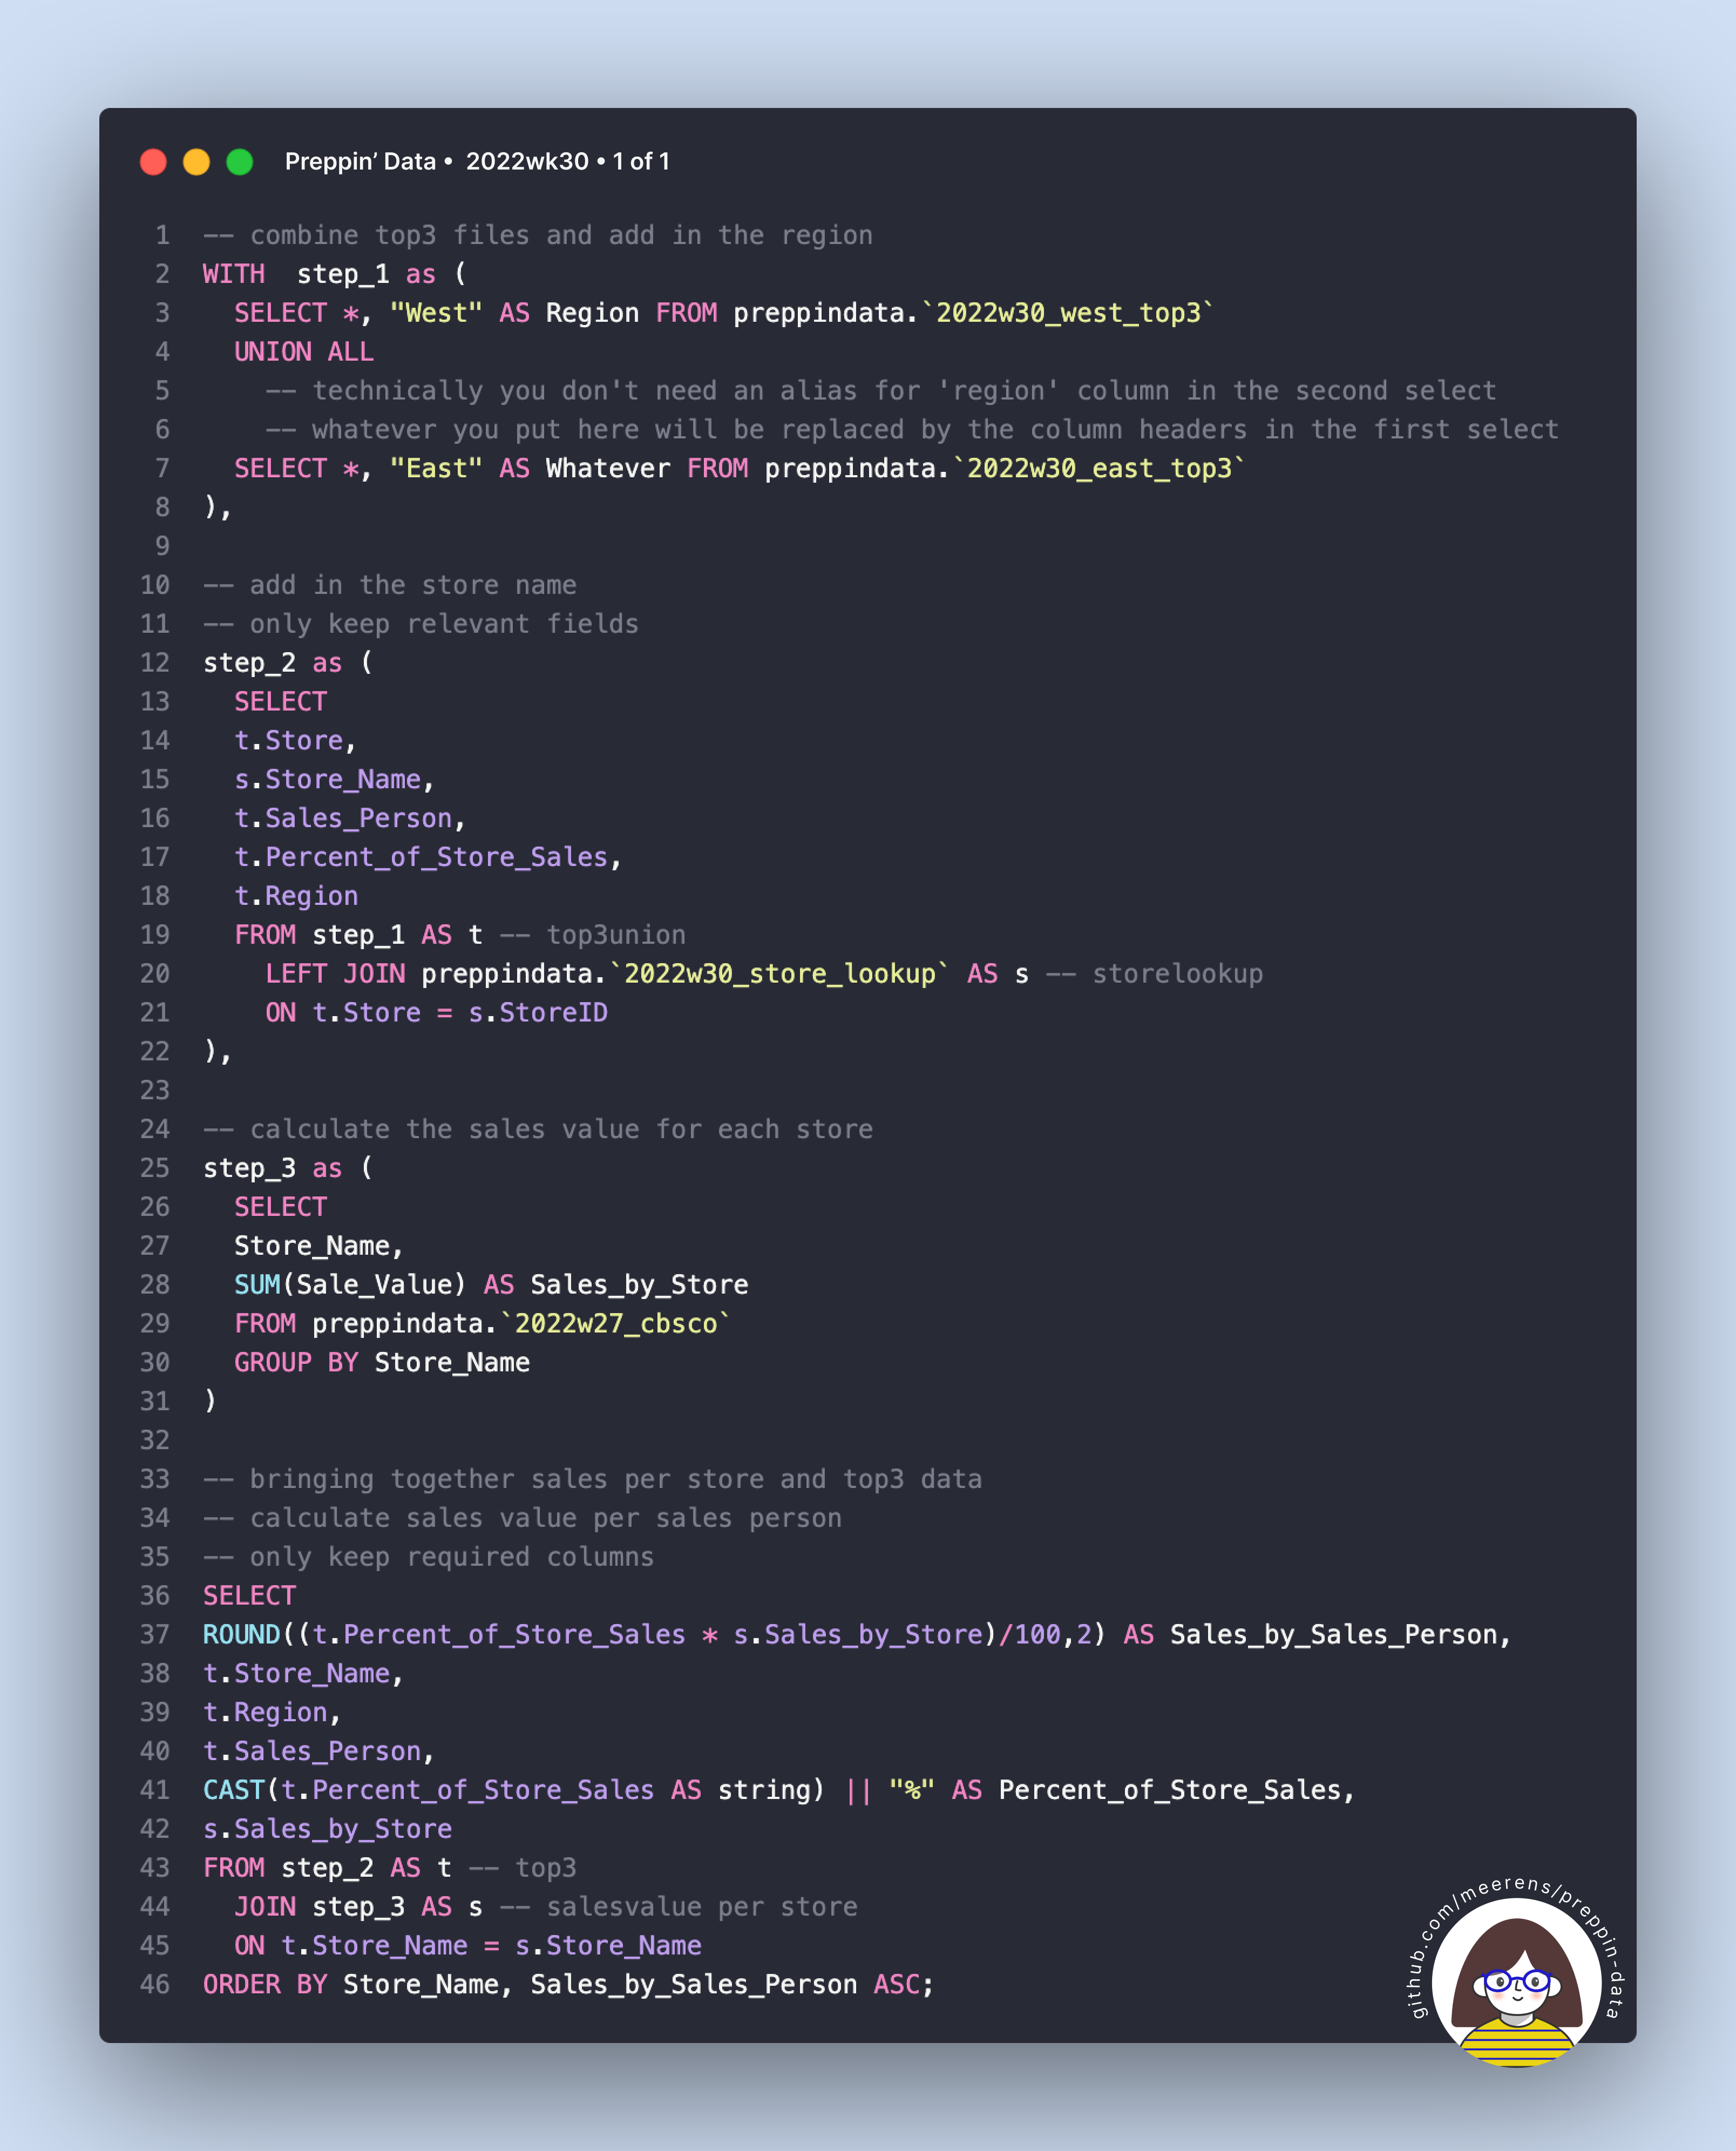 Preppin’ Data • 2022wk30 • 1 of 1
1 -- combine top3 files and add in the region
2 WITH  step_1 as (
3   SELECT *, "West" AS Region FROM preppindata.`2022w30_west_top3`
4   UNION ALL
5     -- technically you don't need an alias for 'region' column in the second select
6     -- whatever you put here will be replaced by the column headers in the first select
7   SELECT *, "East" AS Whatever FROM preppindata.`2022w30_east_top3`
8 ),
9
10 -- add in the store name
11 -- only keep relevant fields
12 step_2 as (
13   SELECT
14   t.Store,
15   s.Store_Name,
16   t.Sales_Person,
17   t.Percent_of_Store_Sales,
18   t.Region
19   FROM step_1 AS t -- top3union
20     LEFT JOIN preppindata.`2022w30_store_lookup` AS s -- storelookup
21     ON t.Store = s.StoreID
22 ),
23
24 -- calculate the sales value for each store
25 step_3 as (
26   SELECT
27   Store_Name,
28   SUM(Sale_Value) AS Sales_by_Store
29   FROM preppindata.`2022w27_cbsco`
30   GROUP BY Store_Name
31 )
32
33 -- bringing together sales per store and top3 data
34 -- calculate sales value per sales person
35 -- only keep required columns
36 SELECT
37 ROUND((t.Percent_of_Store_Sales * s.Sales_by_Store)/100,2) AS Sales_by_Sales_Person,
38 t.Store_Name,
39 t.Region,
40 t.Sales_Person,
41 CAST(t.Percent_of_Store_Sales AS string) || "%" AS Percent_of_Store_Sales,
42 s.Sales_by_Store
43 FROM step_2 AS t -- top3
44   JOIN step_3 AS s -- salesvalue per store
45   ON t.Store_Name = s.Store_Name
46 ORDER BY Store_Name, Sales_by_Sales_Person ASC;
github.com/meerens/preppin-data